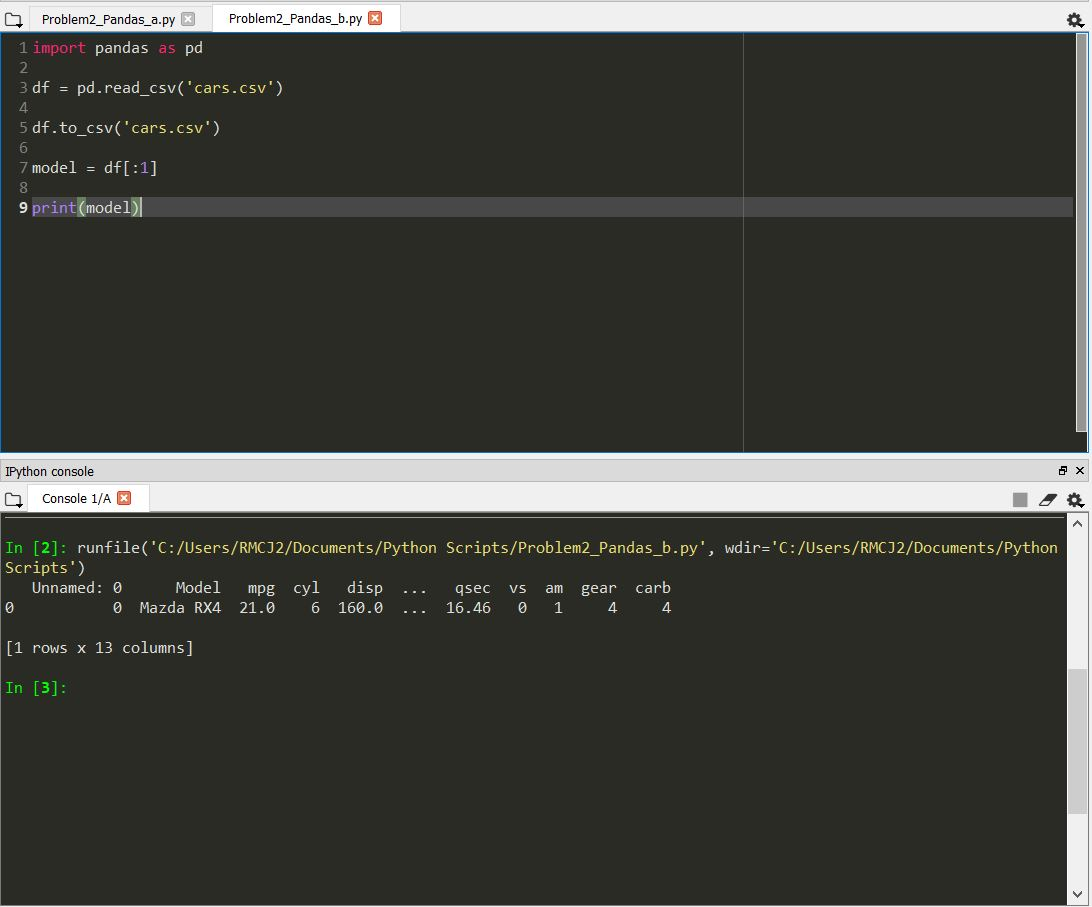 Problem2_Pandas_a.py Problem2_Pandas_b.py
1 import pandas as pd
2
3 df = pd.read_csv('cars.csv')
4
5 df.to_csv('cars.csv')
6
7 model = df[:1]
8
9 print(model)
IPython console
Console 1/A
In [2]: runfile('C:/Users/RMCJ2/Documents/Python Scripts/Problem2_Pandas_b.py', wdir='C:/Users/RMCJ2/Documents/Python
Scripts')
   Unnamed: 0      Model   mpg  cyl   disp  ...   qsec  vs  am  gear  carb
0           0  Mazda RX4  21.0    6  160.0  ...  16.46   0   1     4     4
[1 rows x 13 columns]
In [3]: